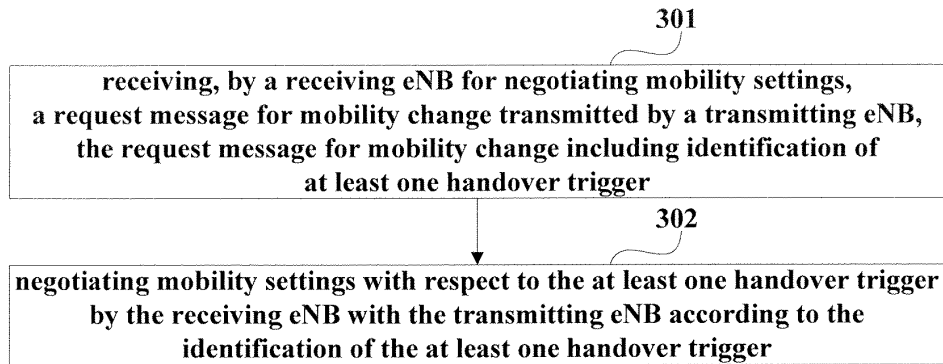 301
receiving, by a receiving eNB for negotiating mobility settings,
a request message for mobility change transmitted by a transmitting eNB,
the request message for mobility change including identification of
at least one handover trigger
302
negotiating mobility settings with respect to the at least one handover trigger
by the receiving eNB with the transmitting eNB according to the
identification of the at least one handover trigger